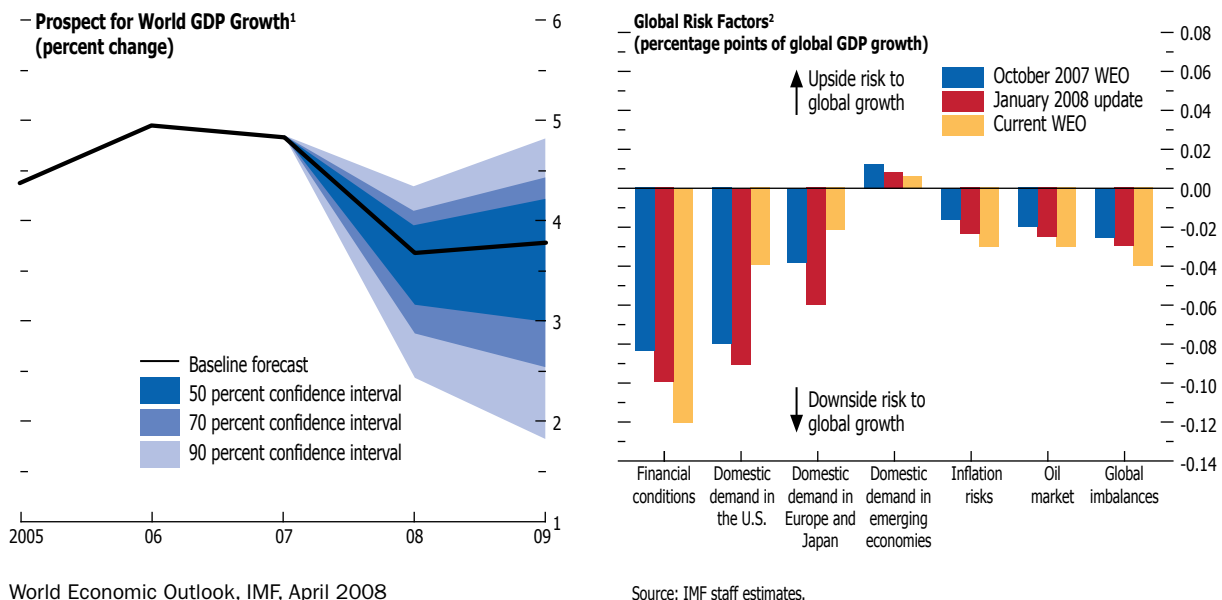 Prospect for World GDP Growth¹
(percent change)
6
5
4
3
2
1
Baseline forecast
50 percent confidence interval
70 percent confidence interval
90 percent confidence interval
2005 06 07 08 09
World Economic Outlook, IMF, April 2008
Global Risk Factors²
(percentage points of global GDP growth)
Upside risk to
global growth
October 2007 WEO
January 2008 update
Current WEO
0.08
0.06
0.04
0.02
0.00
-0.02
-0.04
-0.06
-0.08
-0.10
-0.12
-0.14
Downside risk to
global growth
Financial
conditions
Domestic
demand in
the U.S.
Domestic
demand in
Europe and
Japan
Domestic
demand in
emerging
economies
Inflation
risks
Oil
market
Global
imbalances
Source: IMF staff estimates.